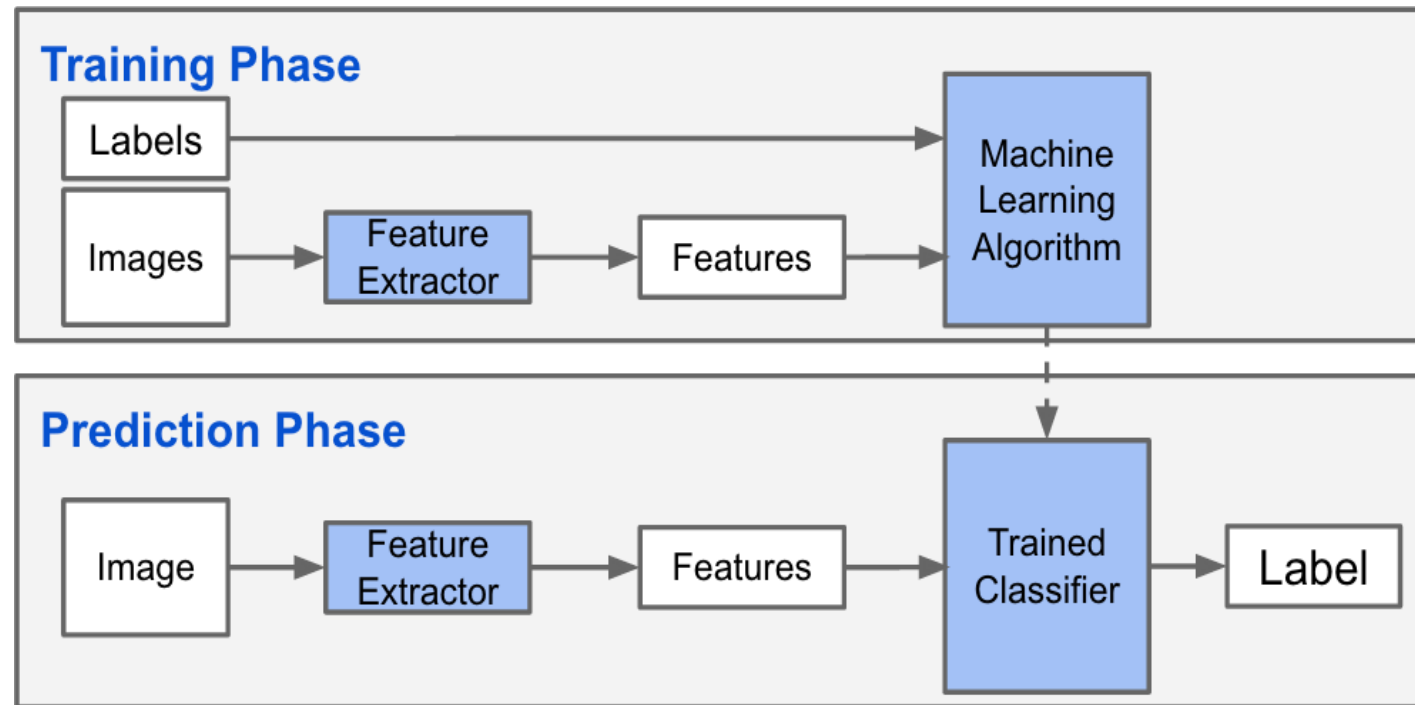 Training Phase
Labels
Images
Feature
Extractor
Features
Machine
Learning
Algorithm
Prediction Phase
Image
Feature
Extractor
Features
Trained
Classifier
Label